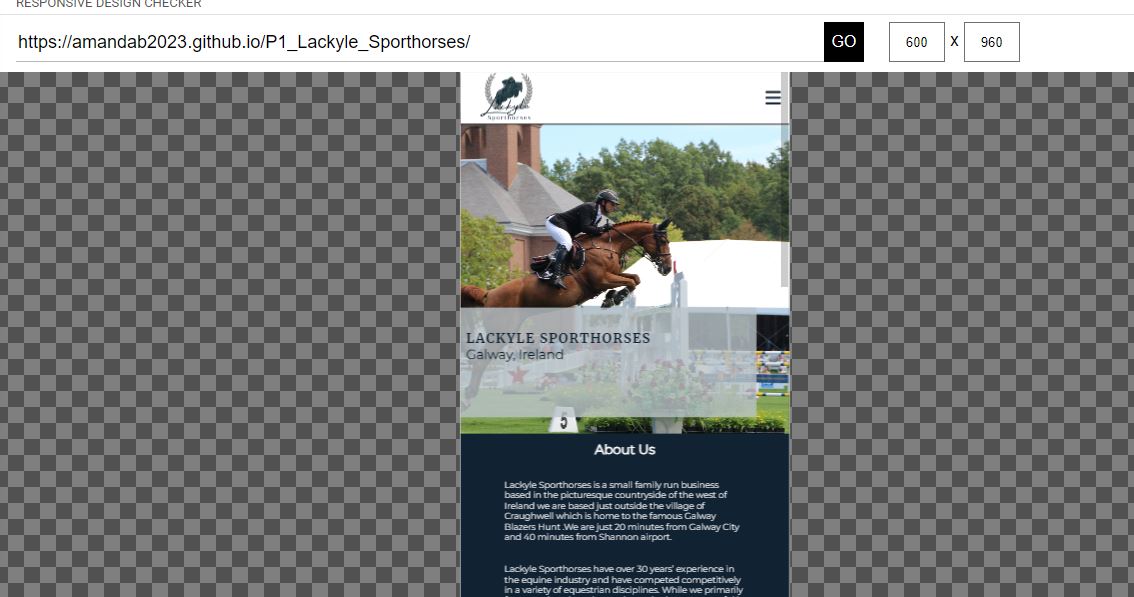 RESPONSIVE DESIGN CHECKER
https://amandab2023.github.io/P1_Lackyle_Sporthorses/
GO
600 X 960
Lackyle
Sporthorses
LACKYLE SPORTHORSES
Galway, Ireland
5
About Us
Lackyle Sporthorses is a small family run business
based in the picturesque countryside of the west of
Ireland we are based just outside the village of
Craughwell which is home to the famous Galway
Blazers Hunt .We are just 20 minutes from Galway City
and 40 minutes from Shannon airport.
Lackyle Sporthorses have over 30 years' experience in
the equine industry and have competed competitively
in a variety of equestrian disciplines. While we primarily